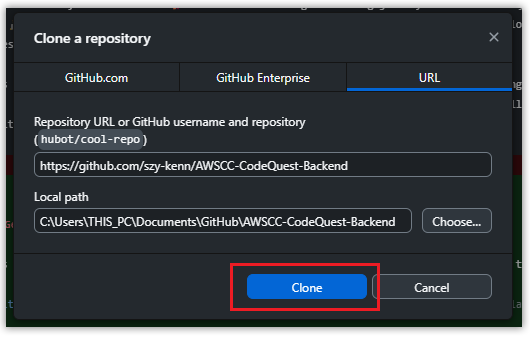 Clone a repository
GitHub.com
GitHub Enterprise
URL
Repository URL or GitHub username and repository
(hubot/cool-repo)
https://github.com/szy-kenn/AWSCC-CodeQuest-Backend
Local path
C:\Users\THIS_PC\Documents\GitHub\AWSCC-CodeQuest-Backend
Choose...
Clone
Cancel